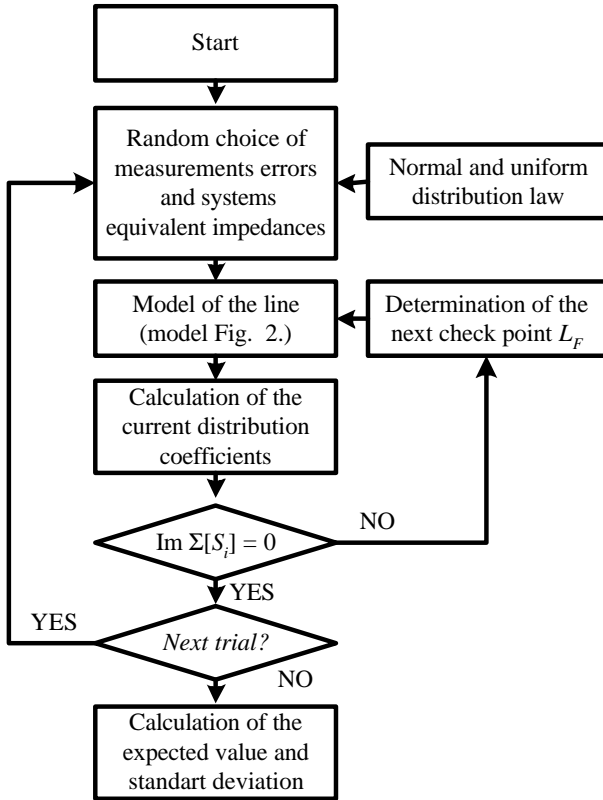 Start
Random choice of
measurements errors
and systems
equivalent impedances
Normal and uniform
distribution law
Model of the line
(model Fig. 2.)
Determination of the
next check point L_F
Calculation of the
current distribution
coefficients
Im Σ[S_i] = 0
NO
YES
YES
Next trial?
NO
Calculation of the
expected value and
standart deviation